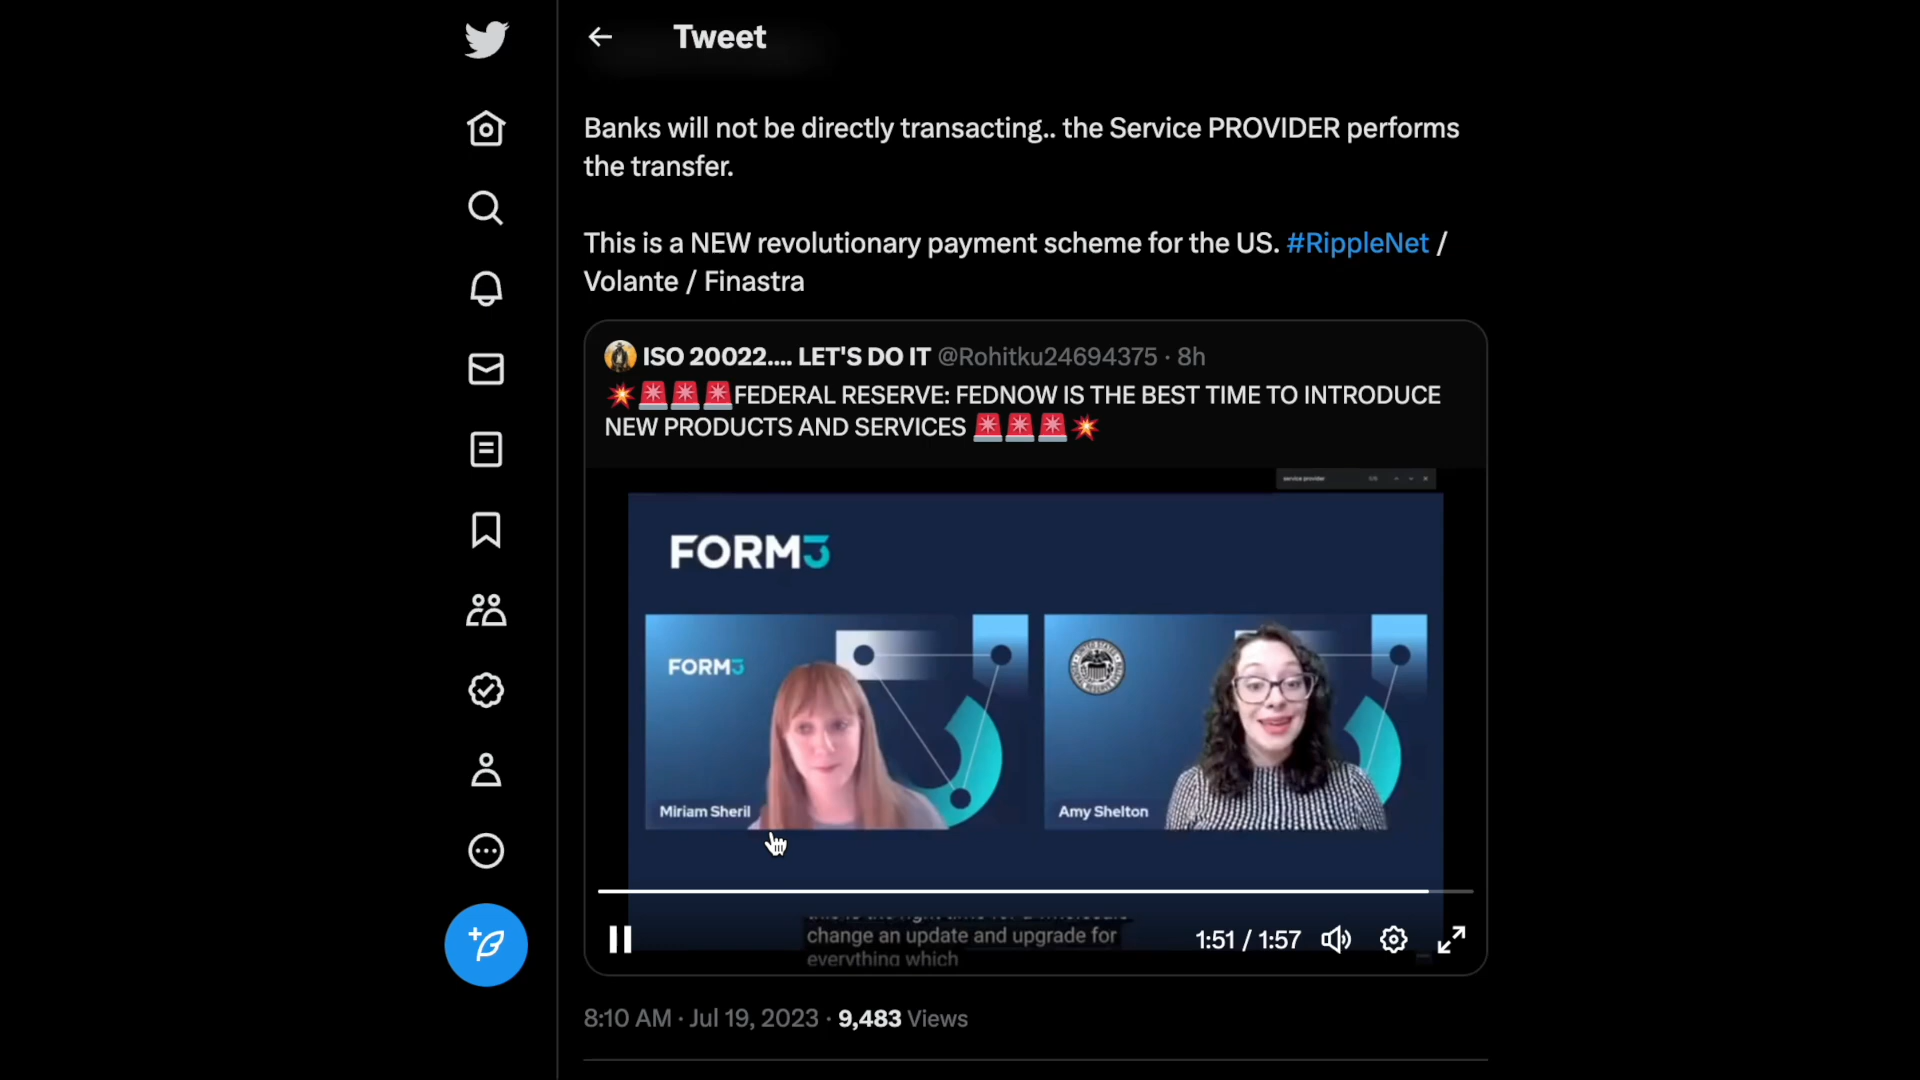 Tweet
Banks will not be directly transacting.. the Service PROVIDER performs
the transfer.
This is a NEW revolutionary payment scheme for the US. #RippleNet /
Volante / Finastra
ISO 20022.... LET'S DO IT @Rohitku24694375 · 8h
💥🚨🚨🚨FEDERAL RESERVE: FEDNOW IS THE BEST TIME TO INTRODUCE
NEW PRODUCTS AND SERVICES 🚨🚨🚨💥
service provider
FORM3
FORM3
Miriam Sheril
Amy Shelton
this is the right time for a wholesale
change an update and upgrade for
everything which
1:51 / 1:57
8:10 AM · Jul 19, 2023 · 9,483 Views